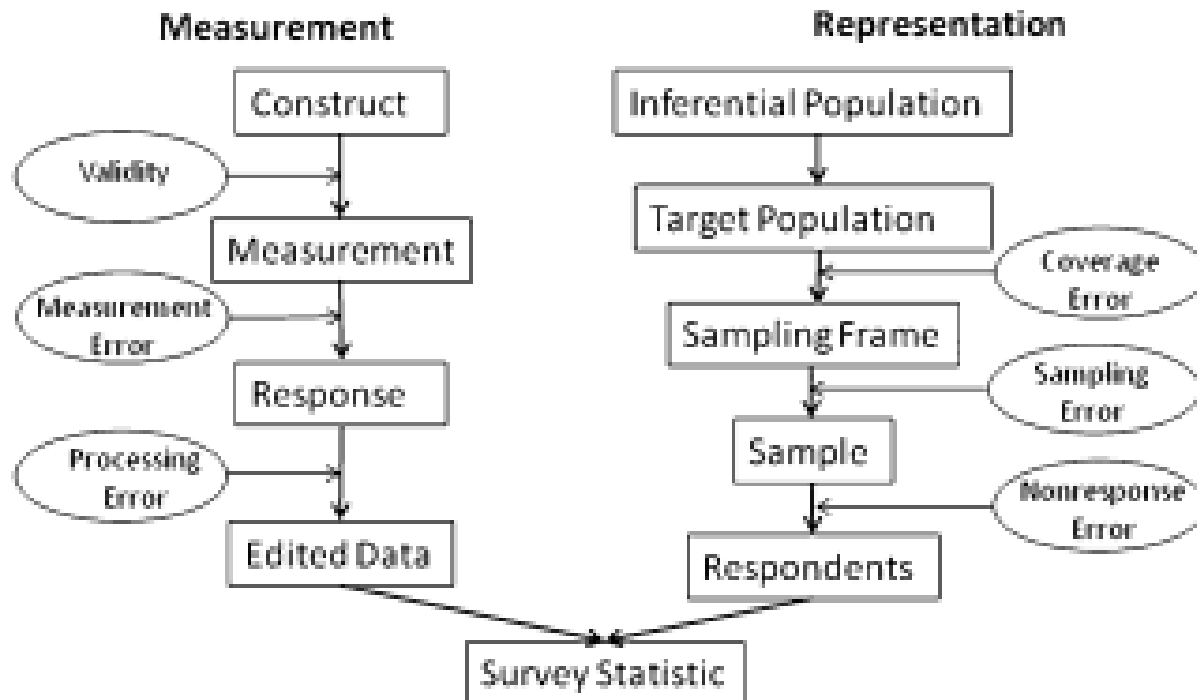 Measurement
Representation
Construct
Inferential Population
Validity
Target Population
Measurement
Coverage
Error
Measurement
Error
Sampling Frame
Response
Sampling
Error
Sample
Processing
Error
Nonresponse
Error
Edited Data
Respondents
Survey Statistic